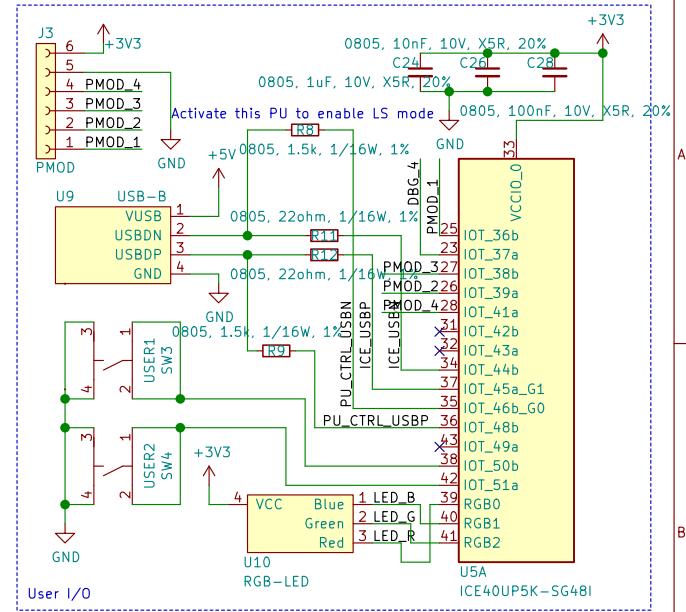 J3
+3V3
6
+3V3
5
4 PMOD_4
3 PMOD_3
2 PMOD_2
1 PMOD_1
PMOD
GND
0805, 10nF, 10V, X5R, 20%
C24
C26
C28
0805, 1uF, 10V, X5R, 20%
0805, 100nF, 10V, X5R, 20%
GND
Activate this PU to enable LS mode
R8
0805, 1.5k, 1/16W, 1%
+5V
U9
USB-B
VUSB 1
USBDN 2
USBDP 3
GND 4
0805, 22ohm, 1/16W, 1%
R11
R12
0805, 22ohm, 1/16W, 1%
GND
0805, 1.5k, 1/16W, 1%
R9
PU_CTRL_USBN
ICE_USBP
ICE_USBN
PU_CTRL_USBP
DBG_4
PMOD_1
PMOD_3
PMOD_2
PMOD_4
33
VCCIO_0
25 IOT_36b
23 IOT_37a
27 IOT_38b
26 IOT_39a
28 IOT_41a
31 IOT_42b
32 IOT_43a
34 IOT_44b
37 IOT_45a_G1
35 IOT_46b_G0
36 IOT_48b
43 IOT_49a
38 IOT_50b
42 IOT_51a
39 RGB0
40 RGB1
41 RGB2
U5A
ICE40UP5K-SG48I
3
1
4
2
USER1
SW3
3
1
4
2
USER2
SW4
GND
+3V3
4 VCC
Blue 1 LED_B
Green 2 LED_G
Red 3 LED_R
U10
RGB-LED
User I/O
A
B